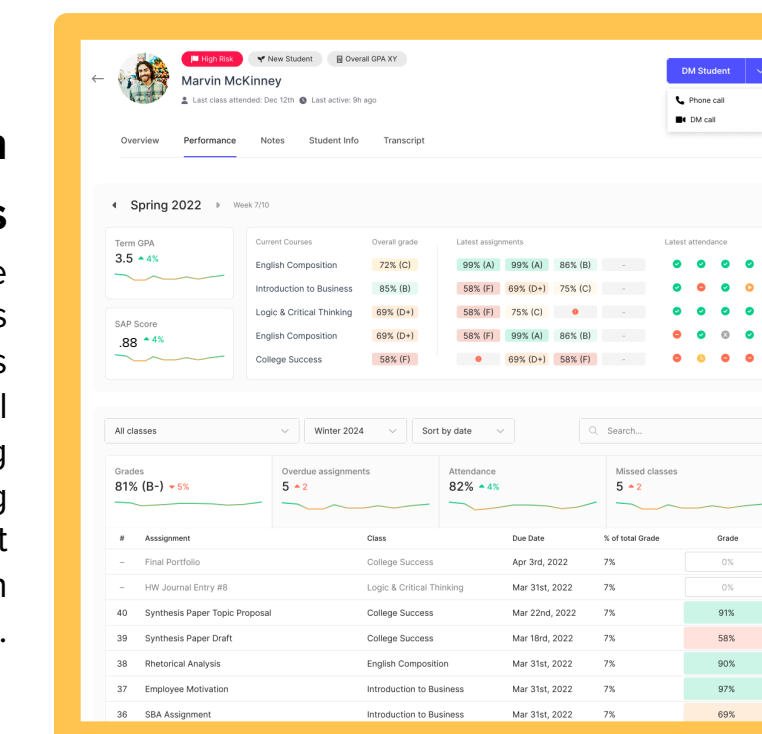 High Risk New Student Overall GPA XY
Marvin McKinney
Last class attended: Dec 12th Last active: 9h ago
DM Student
Phone call
DM call
Overview Performance Notes Student Info Transcript
Spring 2022 Week 7/10
Term GPA
3.5 4%
SAP Score
.88 4%
Current Courses Overall grade Latest assignments Latest attendance
English Composition 72% (C) 99% (A) 99% (A) 86% (B) -
Introduction to Business 85% (B) 58% (F) 69% (D+) 75% (C) -
Logic & Critical Thinking 69% (D+) 58% (F) 75% (C) -
English Composition 69% (D+) 58% (F) 99% (A) 86% (B) -
College Success 58% (F) 69% (D+) 58% (F) -
All classes Winter 2024 Sort by date Search...
Grades Overdue assignments Attendance Missed classes
81% (B-) 5% 5 2 82% 4% 5 2
# Asssignment Class Due Date % of total Grade Grade
– Final Portfolio College Success Apr 3rd, 2022 7% 0%
– HW Journal Entry #8 Logic & Critical Thinking Mar 31st, 2022 7% 0%
40 Synthesis Paper Topic Proposal College Success Mar 22nd, 2022 7% 91%
39 Synthesis Paper Draft College Success Mar 18rd, 2022 7% 58%
38 Rhetorical Analysis English Composition Mar 31st, 2022 7% 90%
37 Employee Motivation Introduction to Business Mar 31st, 2022 7% 97%
36 SBA Assignment Introduction to Business Mar 31st, 2022 7% 69%